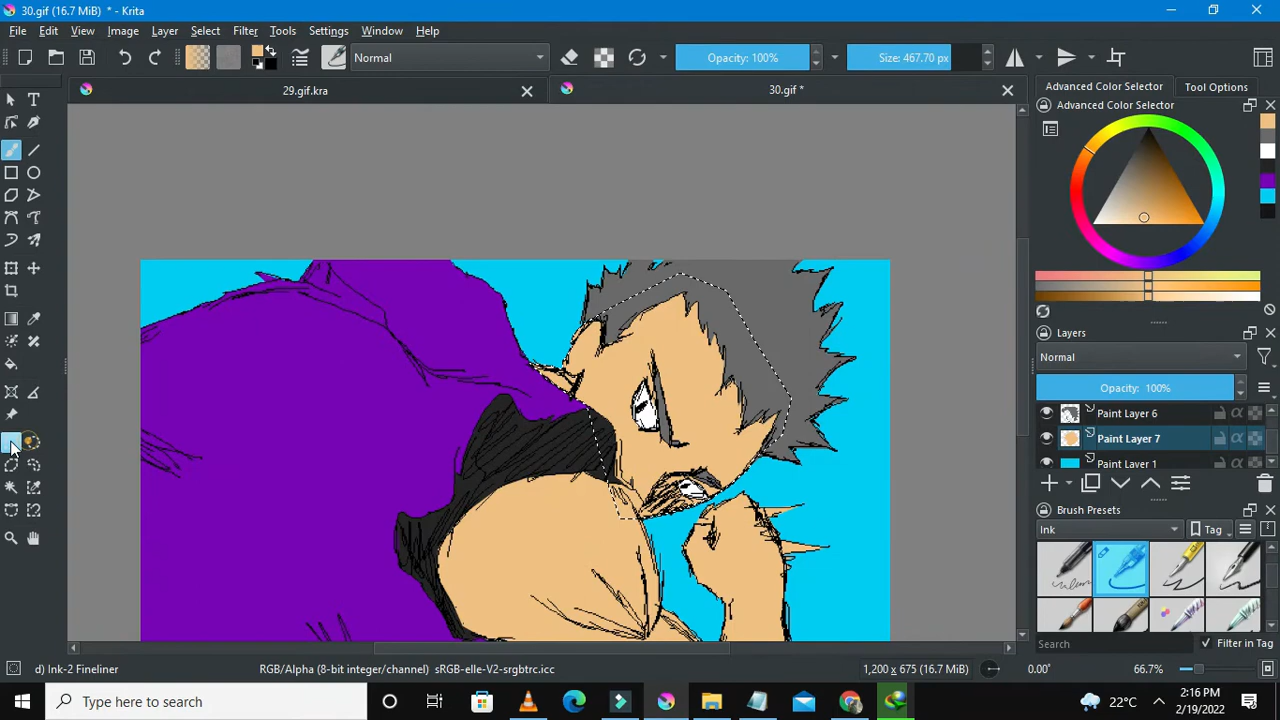 30.gif (16.7 MiB) * - Krita
File Edit View Image Layer Select Filter Tools Settings Window Help
Normal
Opacity: 100%
Size: 467.70 px
29.gif.kra
30.gif *
Advanced Color Selector
Tool Options
Advanced Color Selector
Layers
Normal
Opacity: 100%
Paint Layer 6
Paint Layer 7
Paint Layer 1
Brush Presets
Ink
Tag
Search
Filter in Tag
d) Ink-2 Fineliner
RGB/Alpha (8-bit integer/channel) sRGB-elle-V2-srgbtrc.icc
1,200 x 675 (16.7 MiB)
0.00°
66.7%
Type here to search
22°C
2:16 PM
2/19/2022